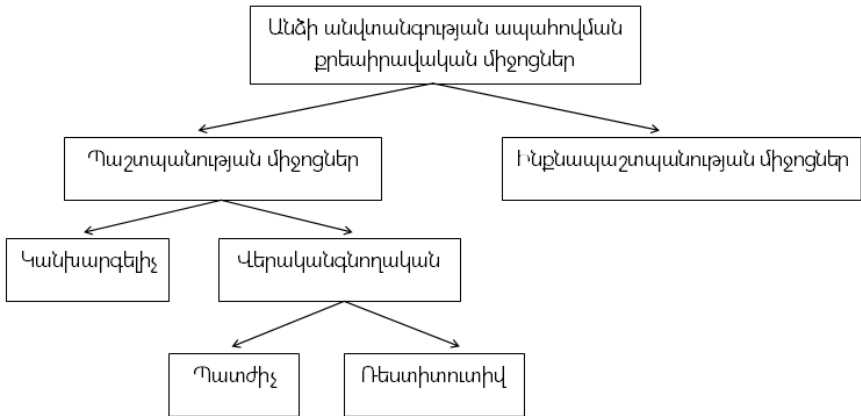 Անձի անվտանգության ապահովման
քրեաիրավական միջոցներ
Պաշտպանության միջոցներ
Ինքնապաշտպանության միջոցներ
Կանխարգելիչ
Վերականգնողական
Պատժիչ
Ռեստիտուտիվ